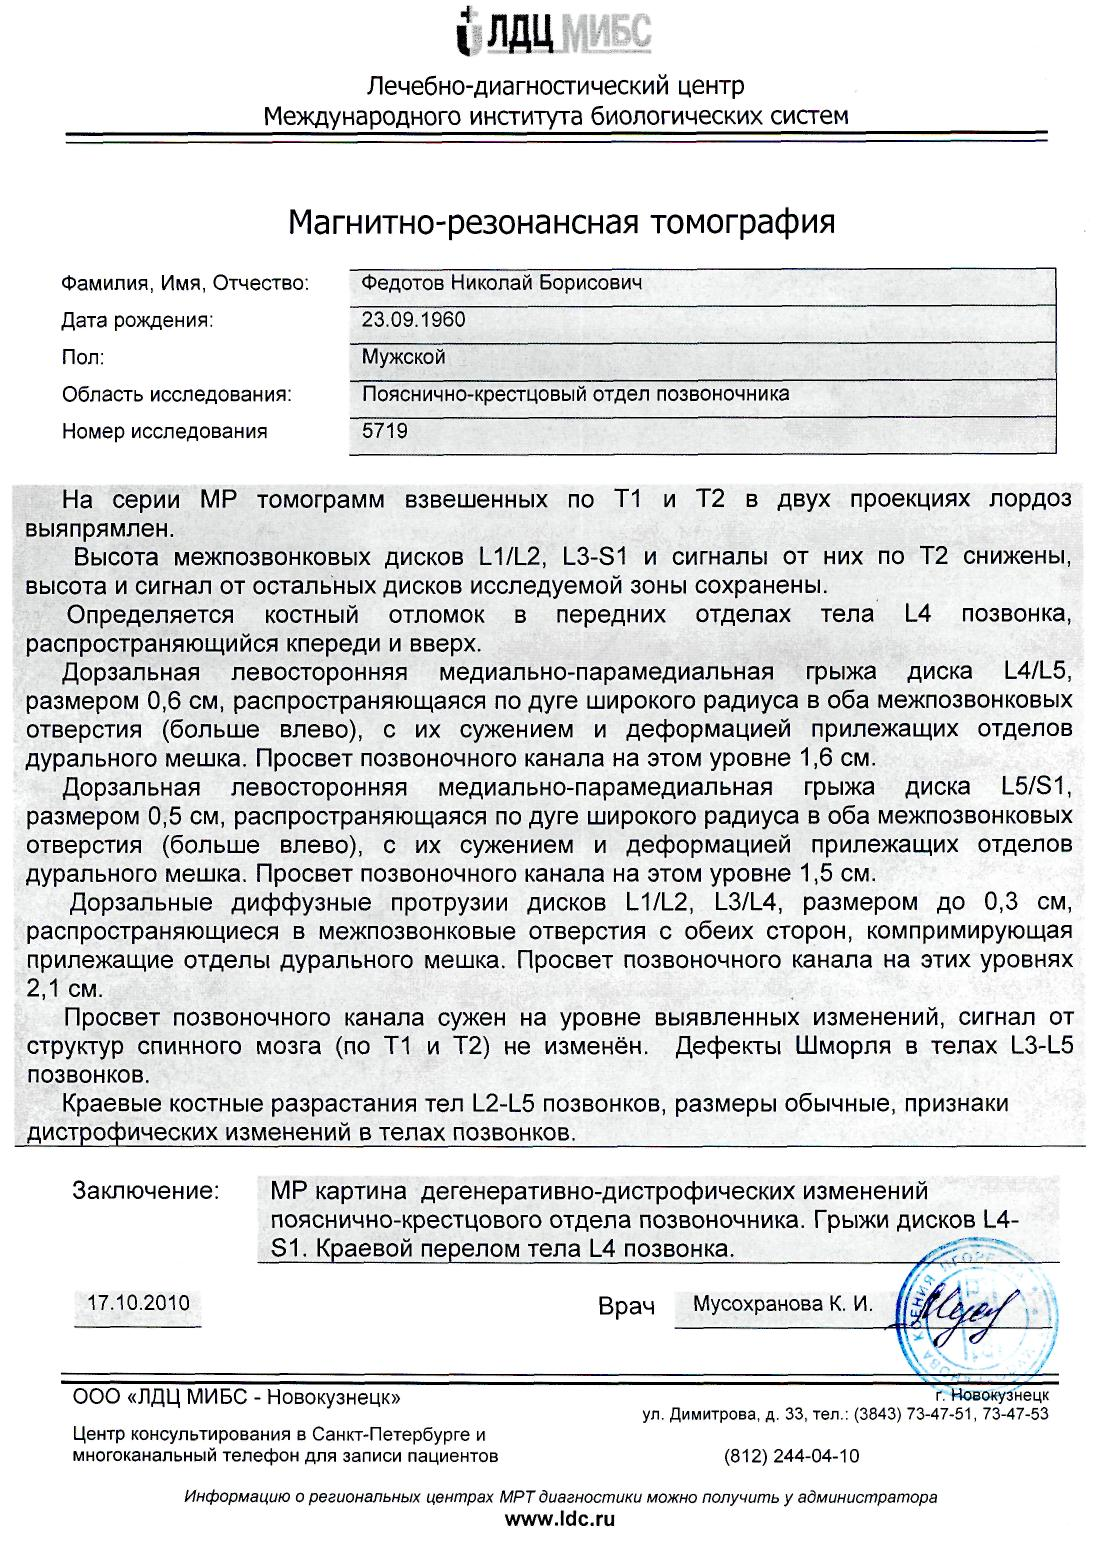 ЛДЦ МИБС
Лечебно-диагностический центр
Международного института биологических систем
Магнитно-резонансная томография
Фамилия, Имя, Отчество: Федотов Николай Борисович
Дата рождения: 23.09.1960
Пол: Мужской
Область исследования: Пояснично-крестцовый отдел позвоночника
Номер исследования 5719
На серии МР томограмм взвешенных по Т1 и Т2 в двух проекциях лордоз
выяпрямлен.
Высота межпозвонковых дисков L1/L2, L3-S1 и сигналы от них по Т2 снижены,
высота и сигнал от остальных дисков исследуемой зоны сохранены.
Определяется костный отломок в передних отделах тела L4 позвонка,
распространяющийся кпереди и вверх.
Дорзальная левосторонняя медиально-парамедиальная грыжа диска L4/L5,
размером 0,6 см, распространяющаяся по дуге широкого радиуса в оба межпозвонковых
отверстия (больше влево), с их сужением и деформацией прилежащих отделов
дурального мешка. Просвет позвоночного канала на этом уровне 1,6 см.
Дорзальная левосторонняя медиально-парамедиальная грыжа диска L5/S1,
размером 0,5 см, распространяющаяся по дуге широкого радиуса в оба межпозвонковых
отверстия (больше влево), с их сужением и деформацией прилежащих отделов
дурального мешка. Просвет позвоночного канала на этом уровне 1,5 см.
Дорзальные диффузные протрузии дисков L1/L2, L3/L4, размером до 0,3 см,
распространяющиеся в межпозвонковые отверстия с обеих сторон, компримирующая
прилежащие отделы дурального мешка. Просвет позвоночного канала на этих уровнях
2,1 см.
Просвет позвоночного канала сужен на уровне выявленных изменений, сигнал от
структур спинного мозга (по Т1 и Т2) не изменён. Дефекты Шморля в телах L3-L5
позвонков.
Краевые костные разрастания тел L2-L5 позвонков, размеры обычные, признаки
дистрофических изменений в телах позвонков.
Заключение: МР картина дегенеративно-дистрофических изменений
пояснично-крестцового отдела позвоночника. Грыжи дисков L4-
S1. Краевой перелом тела L4 позвонка.
17.10.2010 Врач Мусохранова К. И.
ООО «ЛДЦ МИБС - Новокузнецк» г. Новокузнецк
ул. Димитрова, д. 33, тел.: (3843) 73-47-51, 73-47-53
Центр консультирования в Санкт-Петербурге и
многоканальный телефон для записи пациентов (812) 244-04-10
Информацию о региональных центрах МРТ диагностики можно получить у администратора
www.ldc.ru